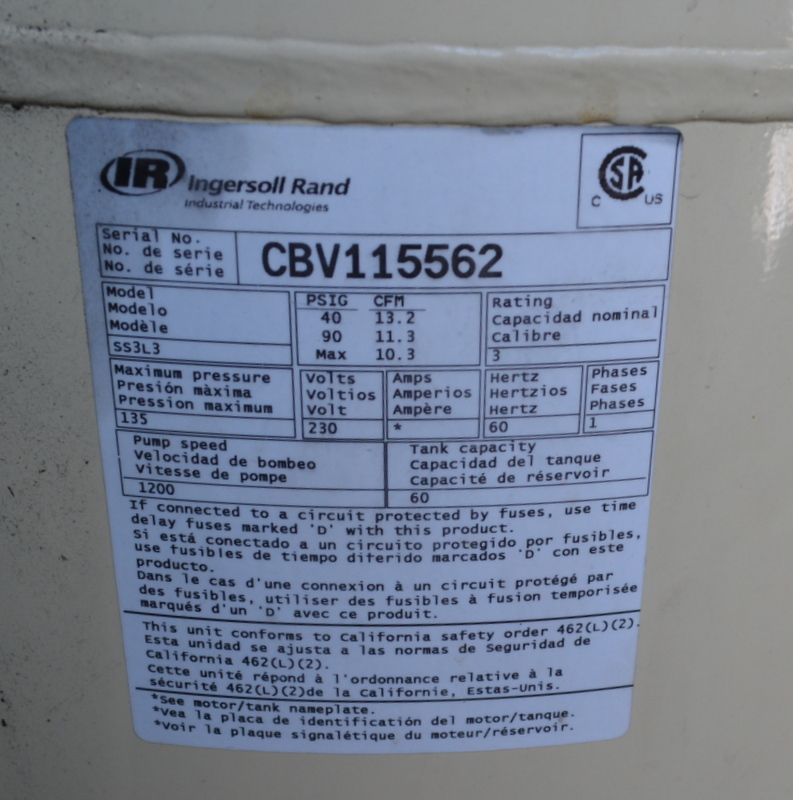 IR Ingersoll Rand
Industrial Technologies
CSA
C US
Serial No.
No. de serie
No. de série
CBV115562
Model
Modelo
Modèle
SS3L3
PSIG CFM
40 13.2
90 11.3
Max 10.3
Rating
Capacidad nominal
Calibre
3
Maximum pressure
Presión màxima
Pression maximum
135
Volts
Voltios
Volt
230
Amps
Amperios
Ampère
*
Hertz
Hertzios
Hertz
60
Phases
Fases
Phases
1
Pump speed
Velocidad de bombeo
Vitesse de pompe
1200
Tank capacity
Capacidad del tanque
Capacité de réservoir
60
If connected to a circuit protected by fuses, use time
delay fuses marked 'D' with this product.
Si está conectado a un circuito protegido por fusibles,
use fusibles de tiempo diferido marcados 'D' con este
producto.
Dans le cas d'une connexion à un circuit protégé par
des fusibles, utiliser des fusibles à fusion temporisée
marqués d'un 'D' avec ce produit.
This unit conforms to California safety order 462(L)(2).
Esta unidad se ajusta a las normas de Seguridad de
California 462(L)(2).
Cette unité répond à l'ordonnance relative à la
sécurité 462(L)(2)de la Californie, Estas-Unis.
*See motor/tank nameplate.
*Vea la placa de identificación del motor/tanque.
*Voir la plaque signalétique du moteur/réservoir.